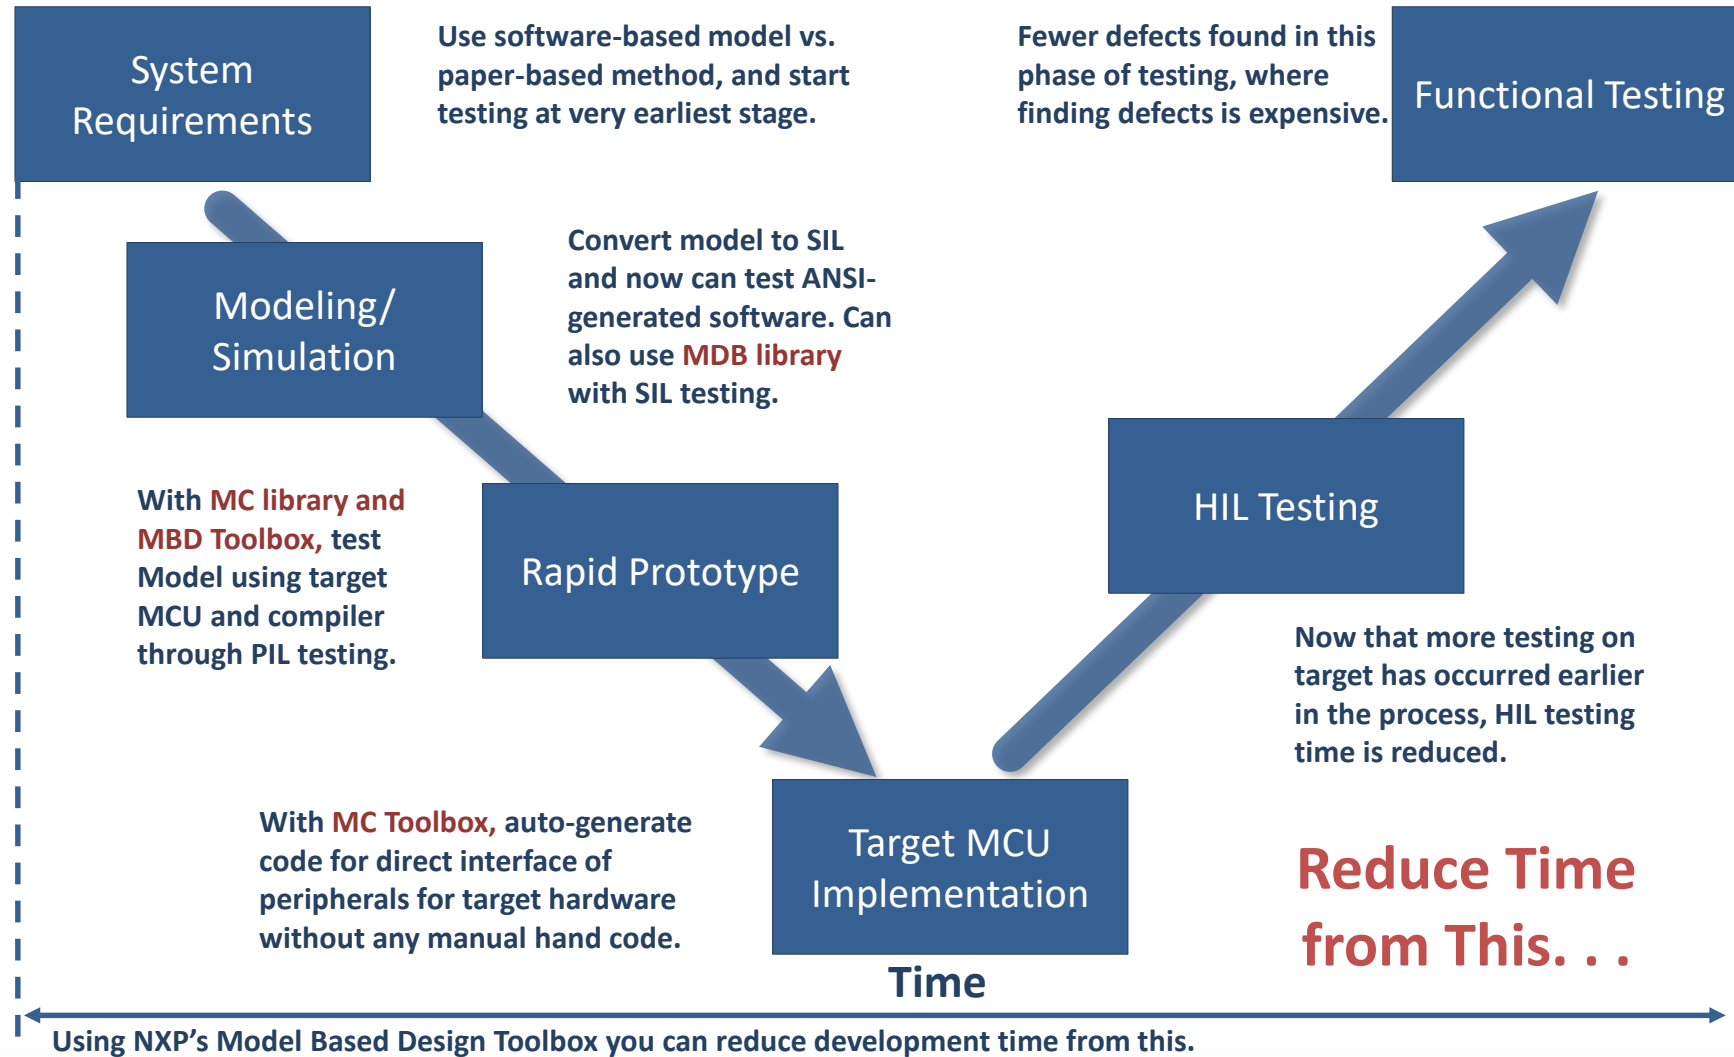 System
Requirements
Use software-based model vs.
paper-based method, and start
testing at very earliest stage.
Fewer defects found in this
phase of testing, where
finding defects is expensive.
Functional Testing
Modeling/
Simulation
Convert model to SIL
and now can test ANSI-
generated software. Can
also use MDB library
with SIL testing.
With MC library and
MBD Toolbox, test
Model using target
MCU and compiler
through PIL testing.
Rapid Prototype
HIL Testing
Now that more testing on
target has occurred earlier
in the process, HIL testing
time is reduced.
With MC Toolbox, auto-generate
code for direct interface of
peripherals for target hardware
without any manual hand code.
Target MCU
Implementation
Reduce Time
from This. . .
Time
Using NXP's Model Based Design Toolbox you can reduce development time from this.